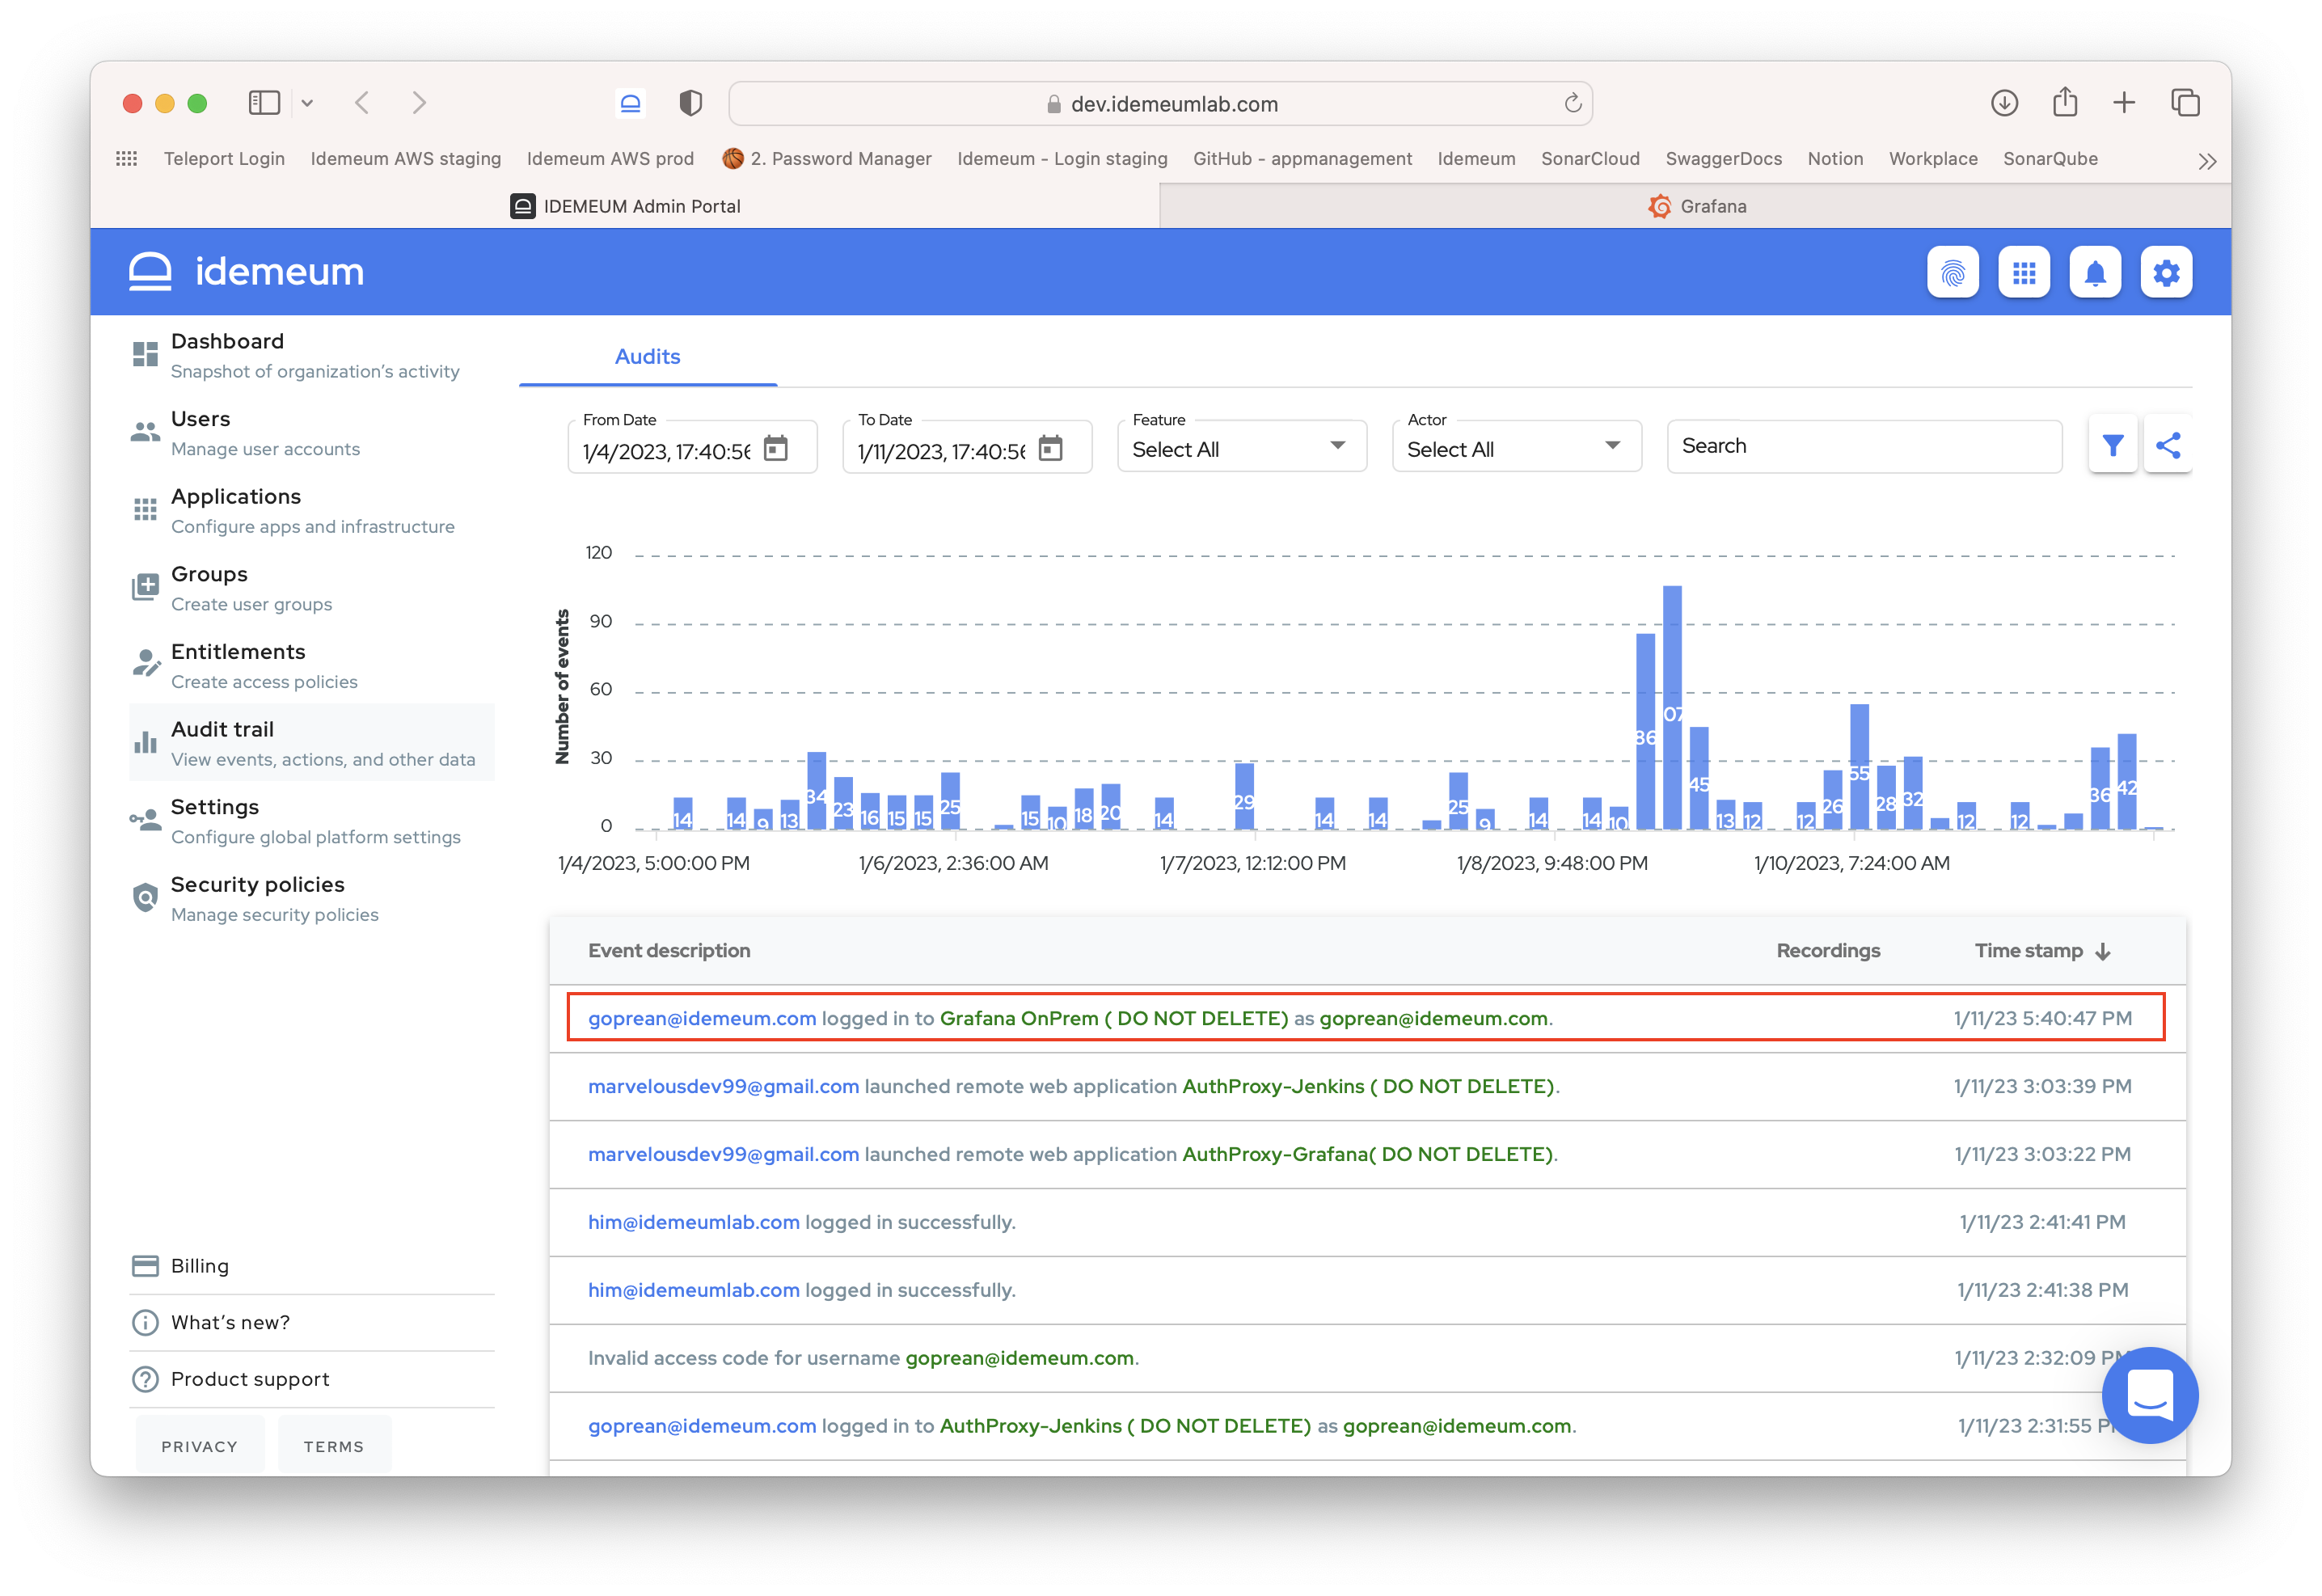 dev.idemeumlab.com
Teleport Login Idemeum AWS staging Idemeum AWS prod 2. Password Manager Idemeum - Login staging GitHub - appmanagement Idemeum SonarCloud SwaggerDocs Notion Workplace SonarQube
IDEMEUM Admin Portal Grafana
idemeum
Dashboard
Snapshot of organization's activity
Users
Manage user accounts
Applications
Configure apps and infrastructure
Groups
Create user groups
Entitlements
Create access policies
Audit trail
View events, actions, and other data
Settings
Configure global platform settings
Security policies
Manage security policies
Billing
What's new?
Product support
PRIVACY TERMS
Audits
From Date To Date Feature Actor
1/4/2023, 17:40:56 1/11/2023, 17:40:56 Select All Select All Search
Number of events
120
90
60
30
0
14 14 9 13 34 23 16 15 15 25 15 10 18 20 14 29 14 14 25 9 14 14 10 86 07 45 13 12 12 26 55 28 32 12 12 36 42
1/4/2023, 5:00:00 PM 1/6/2023, 2:36:00 AM 1/7/2023, 12:12:00 PM 1/8/2023, 9:48:00 PM 1/10/2023, 7:24:00 AM
Event description Recordings Time stamp
goprean@idemeum.com logged in to Grafana OnPrem ( DO NOT DELETE) as goprean@idemeum.com. 1/11/23 5:40:47 PM
marvelousdev99@gmail.com launched remote web application AuthProxy-Jenkins ( DO NOT DELETE). 1/11/23 3:03:39 PM
marvelousdev99@gmail.com launched remote web application AuthProxy-Grafana( DO NOT DELETE). 1/11/23 3:03:22 PM
him@idemeumlab.com logged in successfully. 1/11/23 2:41:41 PM
him@idemeumlab.com logged in successfully. 1/11/23 2:41:38 PM
Invalid access code for username goprean@idemeum.com. 1/11/23 2:32:09 PM
goprean@idemeum.com logged in to AuthProxy-Jenkins ( DO NOT DELETE) as goprean@idemeum.com. 1/11/23 2:31:55 P